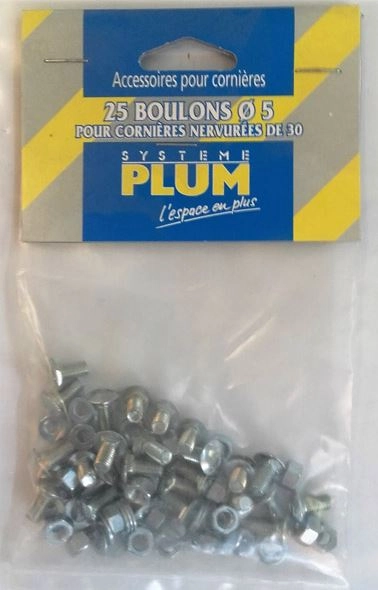 Accessoires pour cornières
25 BOULONS Ø 5
POUR CORNIÈRES NERVURÉES DE 30
SYSTEME
PLUM
l'espace en plus